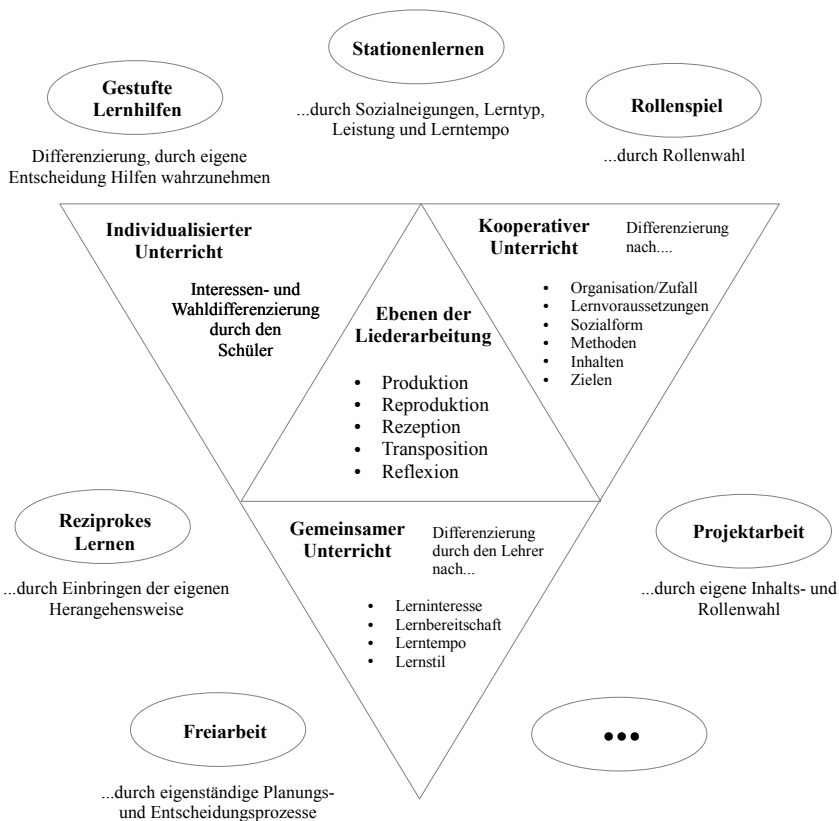 Stationenlernen
...durch Sozialneigungen, Lerntyp,
Leistung und Lerntempo
Gestufte
Lernhilfen
Differenzierung, durch eigene
Entscheidung Hilfen wahrzunehmen
Rollenspiel
...durch Rollenwahl
Individualisierter
Unterricht
Interessen- und
Wahldifferenzierung
durch den
Schüler
Ebenen der
Liederarbeitung
• Produktion
• Reproduktion
• Rezeption
• Transposition
• Reflexion
Kooperativer
Unterricht
Differenzierung
nach....
• Organisation/Zufall
• Lernvoraussetzungen
• Sozialform
• Methoden
• Inhalten
• Zielen
Gemeinsamer
Unterricht
Differenzierung
durch den Lehrer
nach...
• Lerninteresse
• Lernbereitschaft
• Lerntempo
• Lernstil
Reziprokes
Lernen
...durch Einbringen der eigenen
Herangehensweise
Projektarbeit
...durch eigene Inhalts- und
Rollenwahl
Freiarbeit
...durch eigenständige Planungs-
und Entscheidungsprozesse
•••